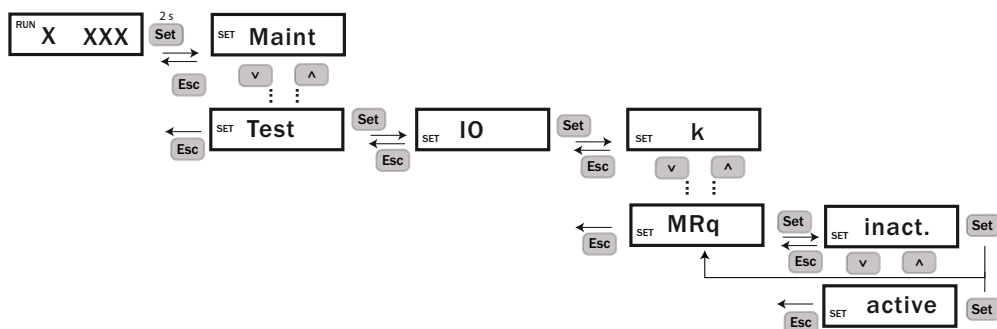 2 s
RUN X XXX Set SET Maint
Esc v ʌ
SET Test Set SET IO Set SET k
Esc Esc Esc v ʌ
SET MRq Set SET inact. Set
Esc Esc v ʌ
SET active Set
Esc